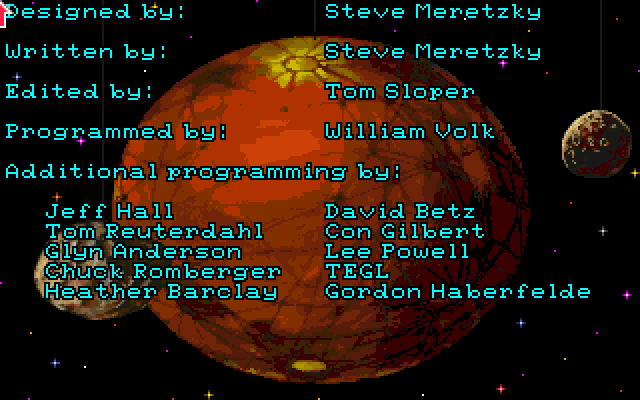 Designed by: Steve Meretzky
Written by: Steve Meretzky
Edited by: Tom Sloper
Programmed by: William Volk
Additional programming by:
Jeff Hall David Betz
Tom Reuterdahl Con Gilbert
Glyn Anderson Lee Powell
Chuck Romberger TEGL
Heather Barclay Gordon Haberfelde